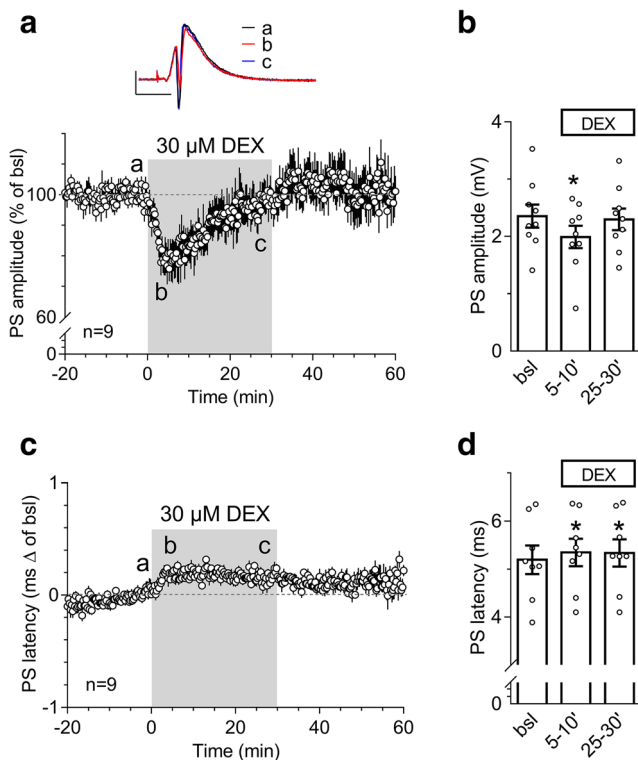 a
a
b
c
30 µM DEX
a
b
c
100
60
0
PS amplitude (% of bsl)
n=9
-20 0 20 40 60
Time (min)
b
DEX
*
4
2
0
PS amplitude (mV)
bsl
5-10'
25-30'
c
30 µM DEX
a
b
c
1
0
-1
PS latency (ms Δ of bsl)
n=9
-20 0 20 40 60
Time (min)
d
DEX
* *
6
4
0
PS latency (ms)
bsl
5-10'
25-30'